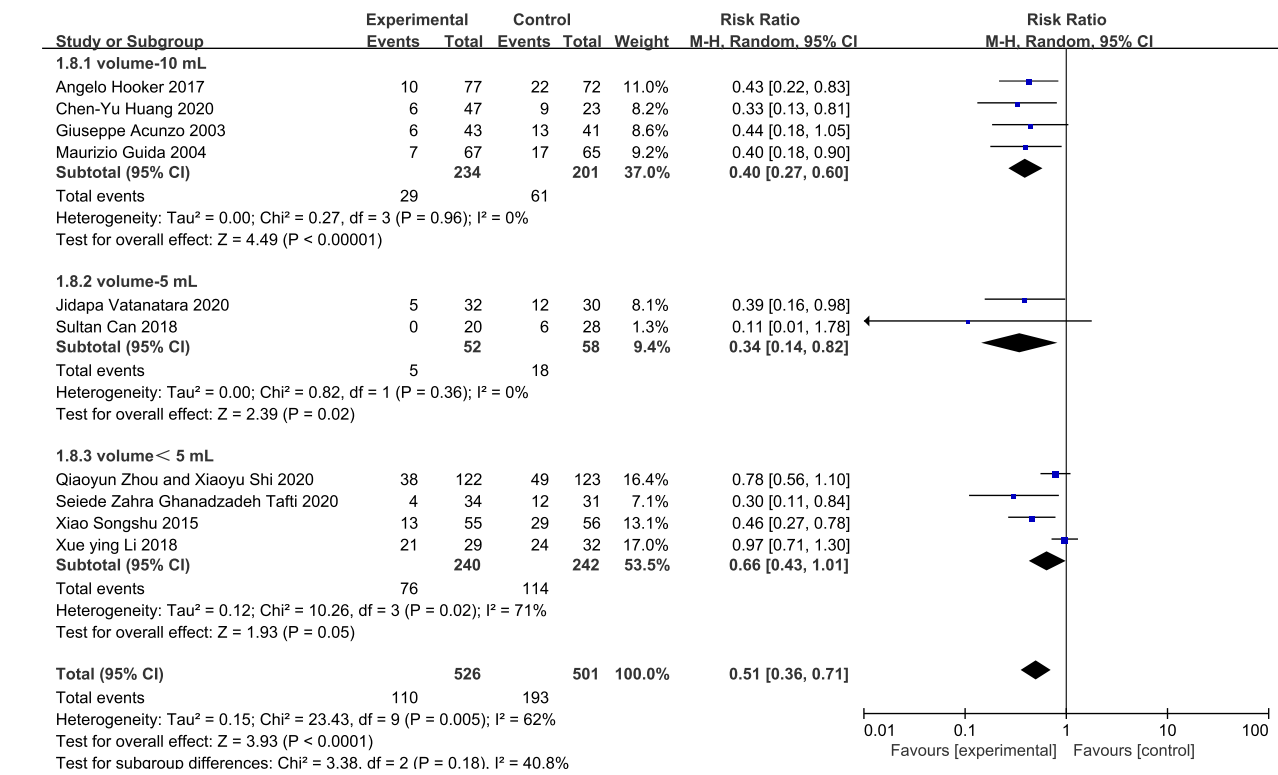 Experimental Control Risk Ratio Risk Ratio
Study or Subgroup Events Total Events Total Weight M-H, Random, 95% CI M-H, Random, 95% CI
1.8.1 volume-10 mL
Angelo Hooker 2017 10 77 22 72 11.0% 0.43 [0.22, 0.83]
Chen-Yu Huang 2020 6 47 9 23 8.2% 0.33 [0.13, 0.81]
Giuseppe Acunzo 2003 6 43 13 41 8.6% 0.44 [0.18, 1.05]
Maurizio Guida 2004 7 67 17 65 9.2% 0.40 [0.18, 0.90]
Subtotal (95% CI) 234 201 37.0% 0.40 [0.27, 0.60]
Total events 29 61
Heterogeneity: Tau² = 0.00; Chi² = 0.27, df = 3 (P = 0.96); I² = 0%
Test for overall effect: Z = 4.49 (P < 0.00001)
1.8.2 volume-5 mL
Jidapa Vatanatara 2020 5 32 12 30 8.1% 0.39 [0.16, 0.98]
Sultan Can 2018 0 20 6 28 1.3% 0.11 [0.01, 1.78]
Subtotal (95% CI) 52 58 9.4% 0.34 [0.14, 0.82]
Total events 5 18
Heterogeneity: Tau² = 0.00; Chi² = 0.82, df = 1 (P = 0.36); I² = 0%
Test for overall effect: Z = 2.39 (P = 0.02)
1.8.3 volume＜5 mL
Qiaoyun Zhou and Xiaoyu Shi 2020 38 122 49 123 16.4% 0.78 [0.56, 1.10]
Seiede Zahra Ghanadzadeh Tafti 2020 4 34 12 31 7.1% 0.30 [0.11, 0.84]
Xiao Songshu 2015 13 55 29 56 13.1% 0.46 [0.27, 0.78]
Xue ying Li 2018 21 29 24 32 17.0% 0.97 [0.71, 1.30]
Subtotal (95% CI) 240 242 53.5% 0.66 [0.43, 1.01]
Total events 76 114
Heterogeneity: Tau² = 0.12; Chi² = 10.26, df = 3 (P = 0.02); I² = 71%
Test for overall effect: Z = 1.93 (P = 0.05)
Total (95% CI) 526 501 100.0% 0.51 [0.36, 0.71]
Total events 110 193
Heterogeneity: Tau² = 0.15; Chi² = 23.43, df = 9 (P = 0.005); I² = 62%
Test for overall effect: Z = 3.93 (P < 0.0001)
Test for subgroup differences: Chi² = 3.38, df = 2 (P = 0.18), I² = 40.8%
0.01 0.1 1 10 100
Favours [experimental] Favours [control]